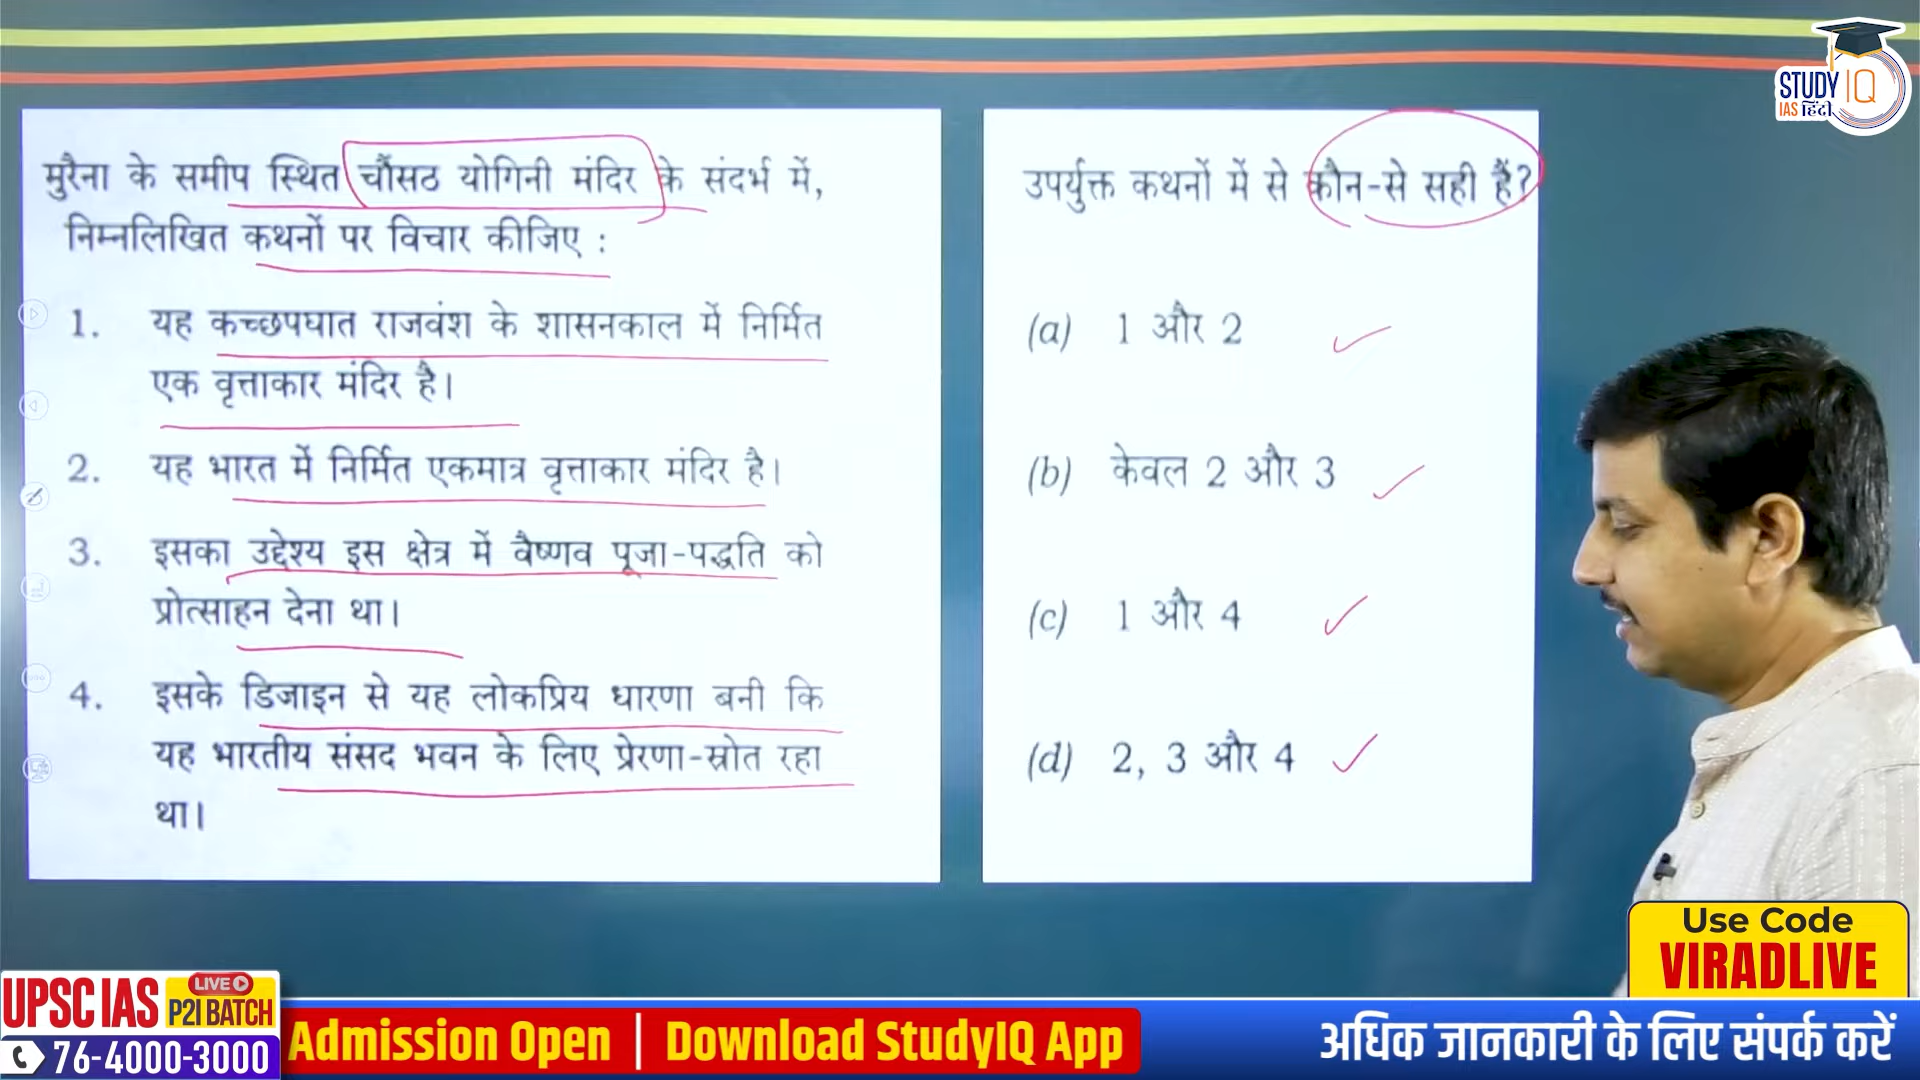 STUDY IQ
IAS हिंदी
मुरैना के समीप स्थित चौंसठ योगिनी मंदिर के संदर्भ में,
निम्नलिखित कथनों पर विचार कीजिए :
1. यह कच्छपघात राजवंश के शासनकाल में निर्मित
एक वृत्ताकार मंदिर है।
2. यह भारत में निर्मित एकमात्र वृत्ताकार मंदिर है।
3. इसका उद्देश्य इस क्षेत्र में वैष्णव पूजा-पद्धति को
प्रोत्साहन देना था।
4. इसके डिजाइन से यह लोकप्रिय धारणा बनी कि
यह भारतीय संसद भवन के लिए प्रेरणा-स्रोत रहा
था।
उपर्युक्त कथनों में से कौन-से सही हैं?
(a) 1 और 2
(b) केवल 2 और 3
(c) 1 और 4
(d) 2, 3 और 4
Use Code
VIRADLIVE
UPSC IAS LIVE P2I BATCH
76-4000-3000
Admission Open | Download StudyIQ App
अधिक जानकारी के लिए संपर्क करें